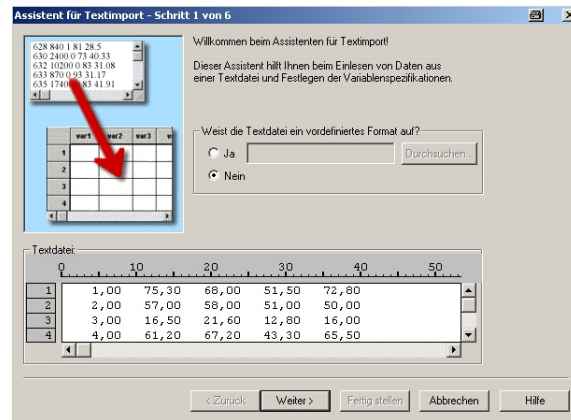 Assistent für Textimport - Schritt 1 von 6
628 840 1 81 28.5
630 2400 0 73 40.33
632 10200 0 83 31.08
633 870 0 93 31.17
635 1740 0 83 41.91
var1 var2 var3 v
1
2
3
4
Willkommen beim Assistenten für Textimport!
Dieser Assistent hilft Ihnen beim Einlesen von Daten aus
einer Textdatei und Festlegen der Variablenspezifikationen.
Weist die Textdatei ein vordefiniertes Format auf?
Ja Durchsuchen...
Nein
Textdatei:
0 10 20 30 40 50
1 1,00 75,30 68,00 51,50 72,80
2 2,00 57,00 58,00 51,00 50,00
3 3,00 16,50 21,60 12,80 16,00
4 4,00 61,20 67,20 43,30 65,50
< Zurück Weiter > Fertig stellen Abbrechen Hilfe